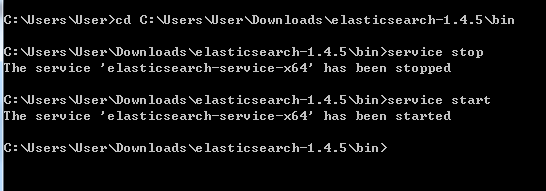 C:\Users\User>cd C:\Users\User\Downloads\elasticsearch-1.4.5\bin
C:\Users\User\Downloads\elasticsearch-1.4.5\bin>service stop
The service 'elasticsearch-service-x64' has been stopped
C:\Users\User\Downloads\elasticsearch-1.4.5\bin>service start
The service 'elasticsearch-service-x64' has been started
C:\Users\User\Downloads\elasticsearch-1.4.5\bin>